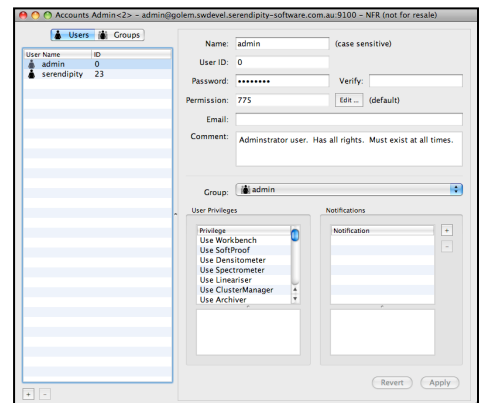 Accounts Admin<2> - admin@golem.swdevel.serendipity-software.com.au:9100 - NFR (not for resale)
Users Groups
User Name ID
admin 0
serendipity 23
+ -
Name: admin (case sensitive)
User ID: 0
Password: •••••••• Verify:
Permission: 775 Edit ... (default)
Email:
Comment: Adminstrator user. Has all rights. Must exist at all times.
Group: admin
User Privileges
Privilege
Use Workbench
Use SoftProof
Use Densitometer
Use Spectrometer
Use Lineariser
Use ClusterManager
Use Archiver
Notifications
Notification
+
-
Revert Apply